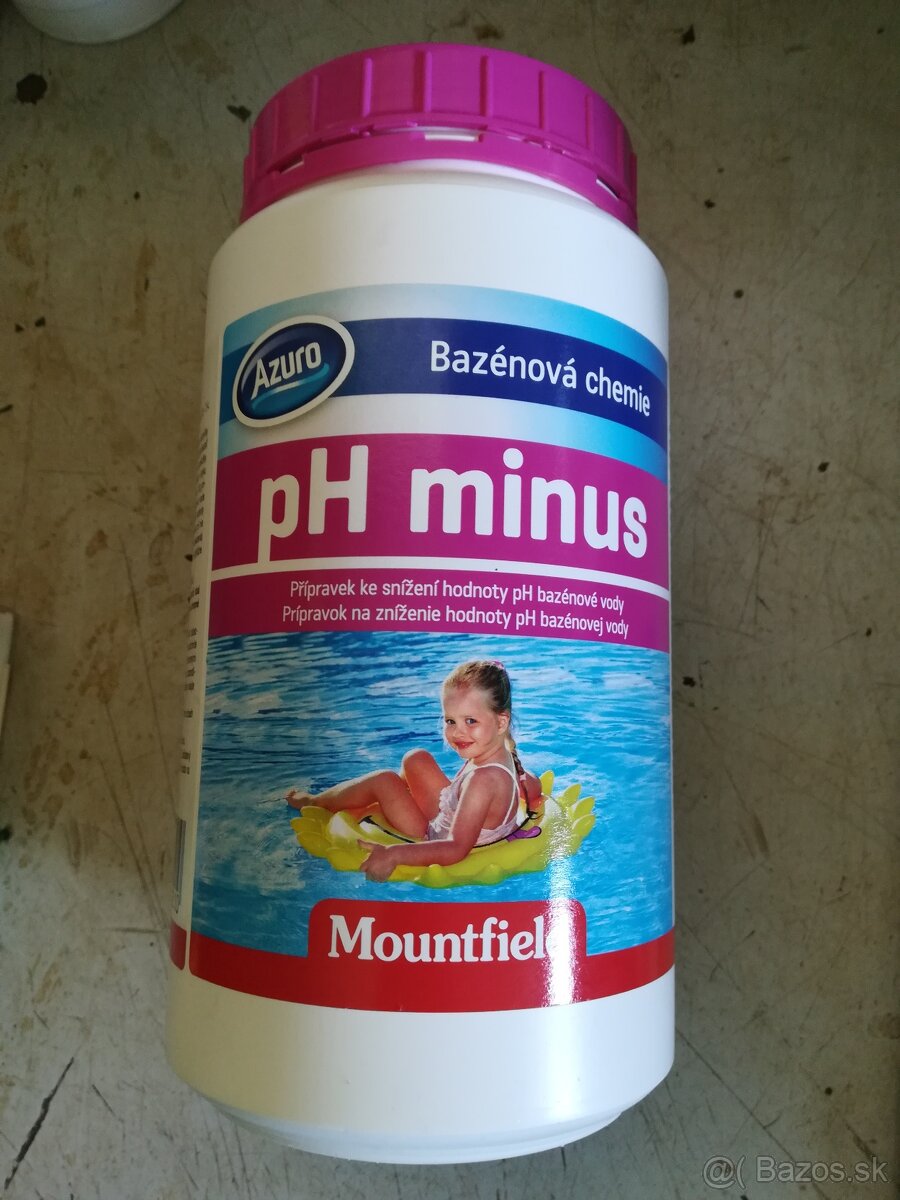 Azuro
Bazénová chemie
pH minus
Přípravek ke snížení hodnoty pH bazénové vody
Prípravok na zníženie hodnoty pH bazénovej vody
Mountfield
@( Bazos.sk